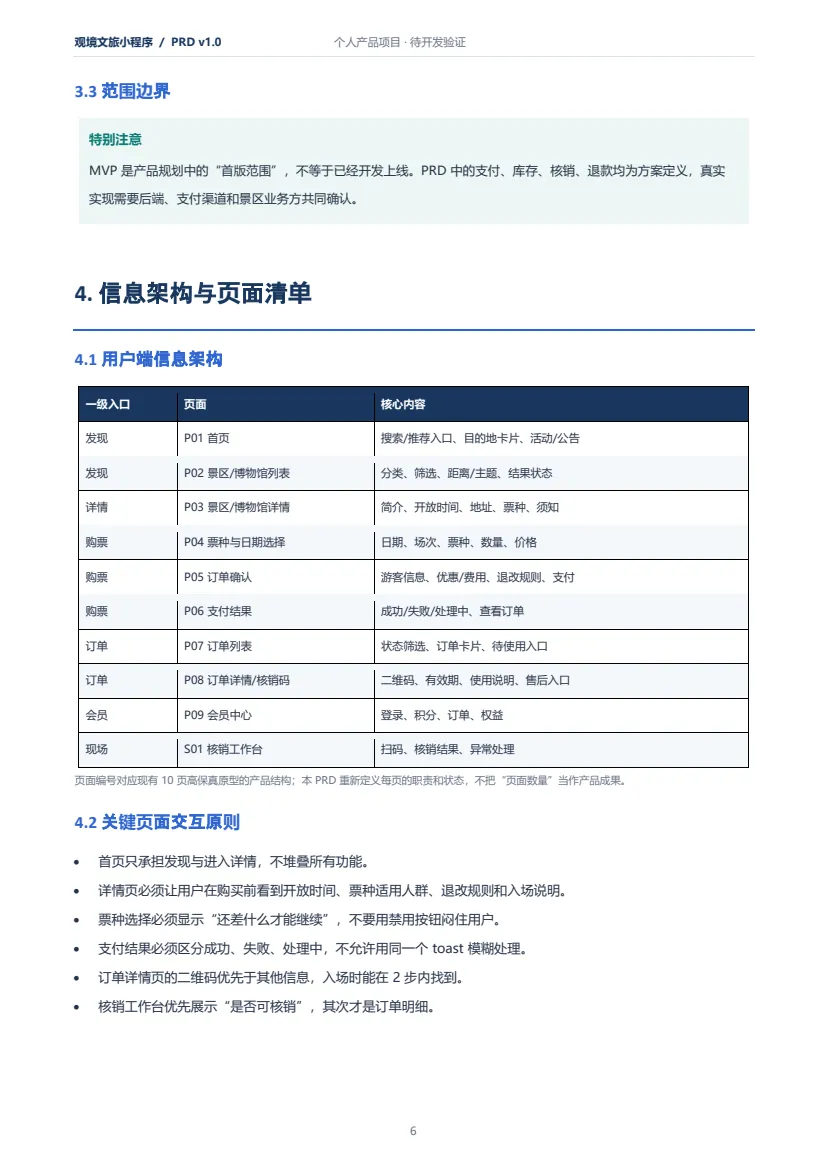 观境文旅小程序 / PRD v1.0 个人产品项目 · 待开发验证
3.3 范围边界
特别注意
MVP 是产品规划中的“首版范围”，不等于已经开发上线。PRD 中的支付、库存、核销、退款均为方案定义，真实
实现需要后端、支付渠道和景区业务方共同确认。
4. 信息架构与页面清单
4.1 用户端信息架构
一级入口 页面 核心内容
发现 P01 首页 搜索/推荐入口、目的地卡片、活动/公告
发现 P02 景区/博物馆列表 分类、筛选、距离/主题、结果状态
详情 P03 景区/博物馆详情 简介、开放时间、地址、票种、须知
购票 P04 票种与日期选择 日期、场次、票种、数量、价格
购票 P05 订单确认 游客信息、优惠/费用、退改规则、支付
购票 P06 支付结果 成功/失败/处理中、查看订单
订单 P07 订单列表 状态筛选、订单卡片、待使用入口
订单 P08 订单详情/核销码 二维码、有效期、使用说明、售后入口
会员 P09 会员中心 登录、积分、订单、权益
现场 S01 核销工作台 扫码、核销结果、异常处理
页面编号对应现有 10 页高保真原型的产品结构；本 PRD 重新定义每页的职责和状态，不把“页面数量”当作产品成果。
4.2 关键页面交互原则
• 首页只承担发现与进入详情，不堆叠所有功能。
• 详情页必须让用户在购买前看到开放时间、票种适用人群、退改规则和入场说明。
• 票种选择必须显示“还差什么才能继续”，不要用禁用按钮闷住用户。
• 支付结果必须区分成功、失败、处理中，不允许用同一个 toast 模糊处理。
• 订单详情页的二维码优先于其他信息，入场时能在 2 步内找到。
• 核销工作台优先展示“是否可核销”，其次才是订单明细。
6